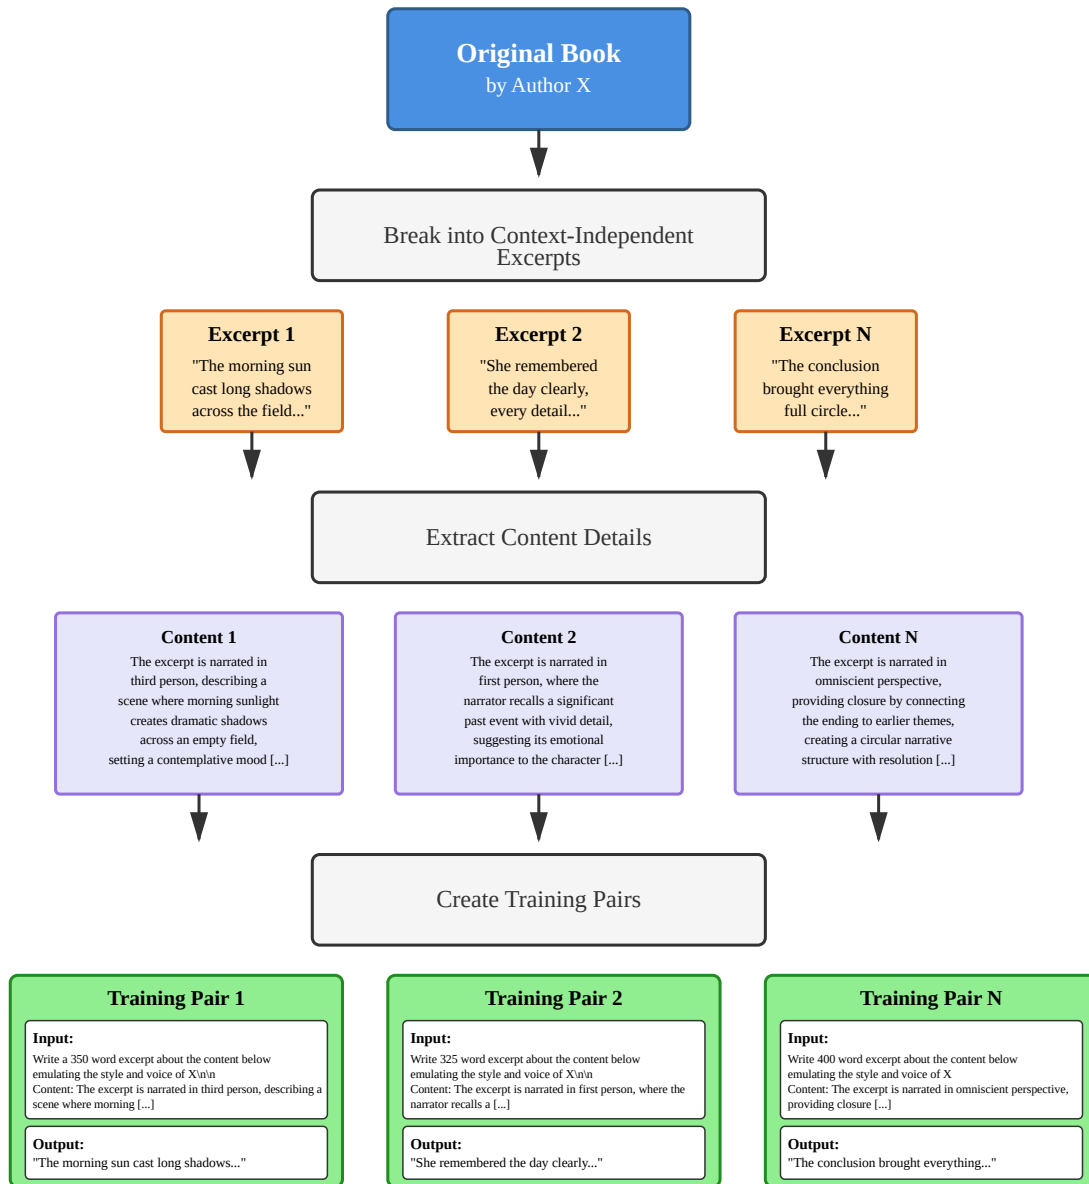 Original Book
by Author X
Break into Context-Independent
Excerpts
Excerpt 1
"The morning sun
cast long shadows
across the field..."
Excerpt 2
"She remembered
the day clearly,
every detail..."
Excerpt N
"The conclusion
brought everything
full circle..."
Extract Content Details
Content 1
The excerpt is narrated in
third person, describing a
scene where morning sunlight
creates dramatic shadows
across an empty field,
setting a contemplative mood [...]
Content 2
The excerpt is narrated in
first person, where the
narrator recalls a significant
past event with vivid detail,
suggesting its emotional
importance to the character [...]
Content N
The excerpt is narrated in
omniscient perspective,
providing closure by connecting
the ending to earlier themes,
creating a circular narrative
structure with resolution [...]
Create Training Pairs
Training Pair 1
Input:
Write a 350 word excerpt about the content below
emulating the style and voice of X\n\n
Content: The excerpt is narrated in third person, describing a
scene where morning [...]
Output:
"The morning sun cast long shadows..."
Training Pair 2
Input:
Write 325 word excerpt about the content below
emulating the style and voice of X\n\n
Content: The excerpt is narrated in first person, where the
narrator recalls a [...]
Output:
"She remembered the day clearly..."
Training Pair N
Input:
Write 400 word excerpt about the content below
emulating the style and voice of X
Content: The excerpt is narrated in omniscient perspective,
providing closure [...]
Output:
"The conclusion brought everything..."